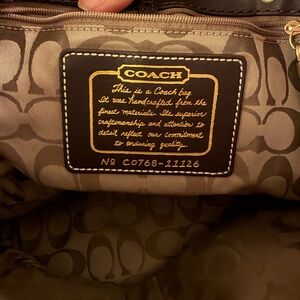 COACH
This is a Coach bag.
It was handcrafted from the
finest materials. Its superior
craftsmanship and attention to
detail reflect our commitment
to enduring quality.
No C0768-11126